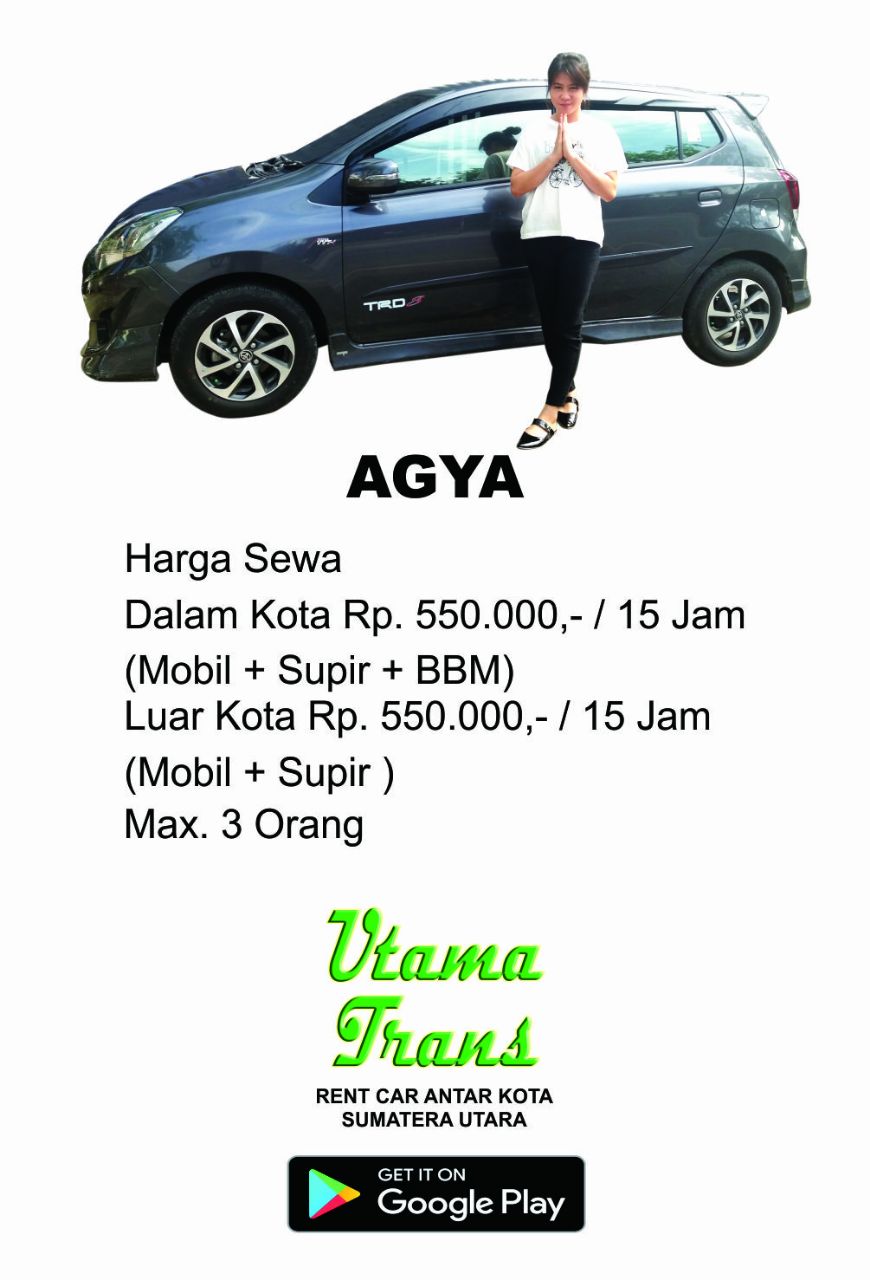 TRD S
AGYA
Harga Sewa
Dalam Kota Rp. 550.000,- / 15 Jam
(Mobil + Supir + BBM)
Luar Kota Rp. 550.000,- / 15 Jam
(Mobil + Supir )
Max. 3 Orang
Utama
Trans
RENT CAR ANTAR KOTA
SUMATERA UTARA
GET IT ON
Google Play